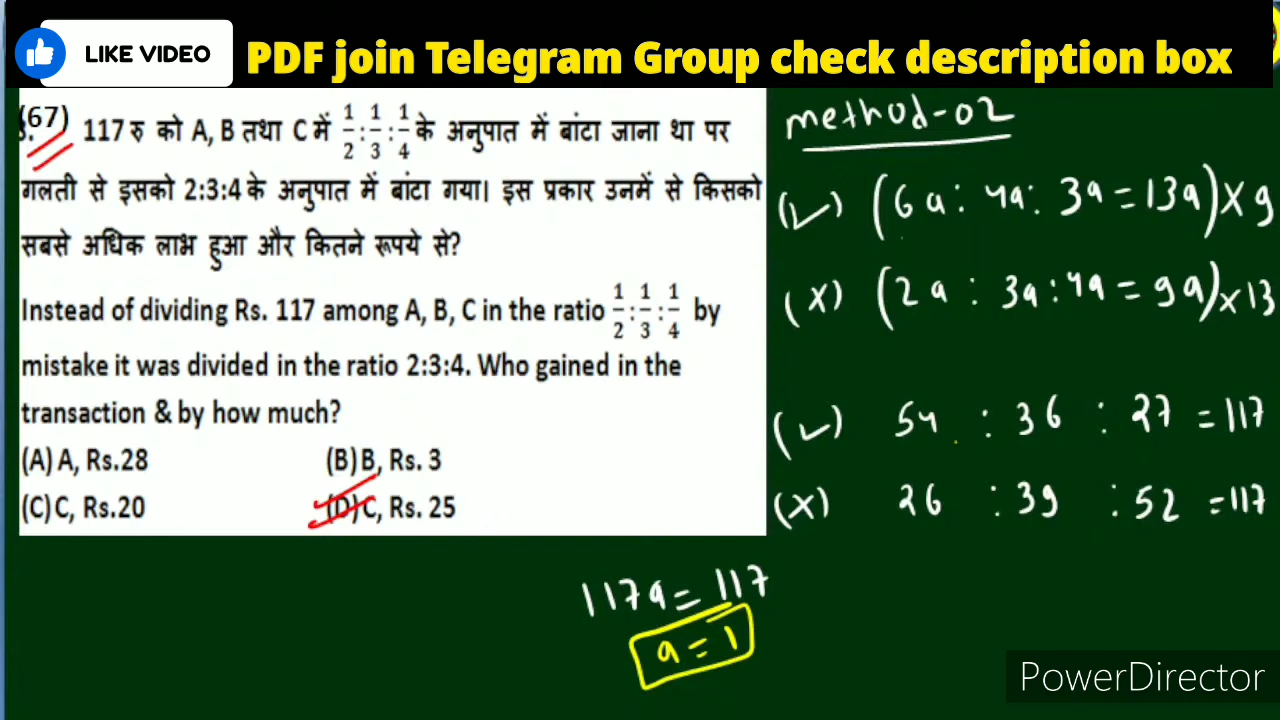 LIKE VIDEO
PDF join Telegram Group check description box
(67)
117 रु को A, B तथा C में 1/2 : 1/3 : 1/4 के अनुपात में बांटा जाना था पर
गलती से इसको 2:3:4 के अनुपात में बांटा गया। इस प्रकार उनमें से किसको
सबसे अधिक लाभ हुआ और कितने रूपये से?
Instead of dividing Rs. 117 among A, B, C in the ratio 1/2 : 1/3 : 1/4 by
mistake it was divided in the ratio 2:3:4. Who gained in the
transaction & by how much?
(A) A, Rs.28 (B) B, Rs. 3
(C) C, Rs.20 (D) C, Rs. 25
method-02
(✓) (6a : 4a : 3a = 13a) × 9
(x) (2a : 3a : 4a = 9a) × 13
(✓) 54 : 36 : 27 = 117
(x) 26 : 39 : 52 = 117
117a = 117
a = 1
PowerDirector